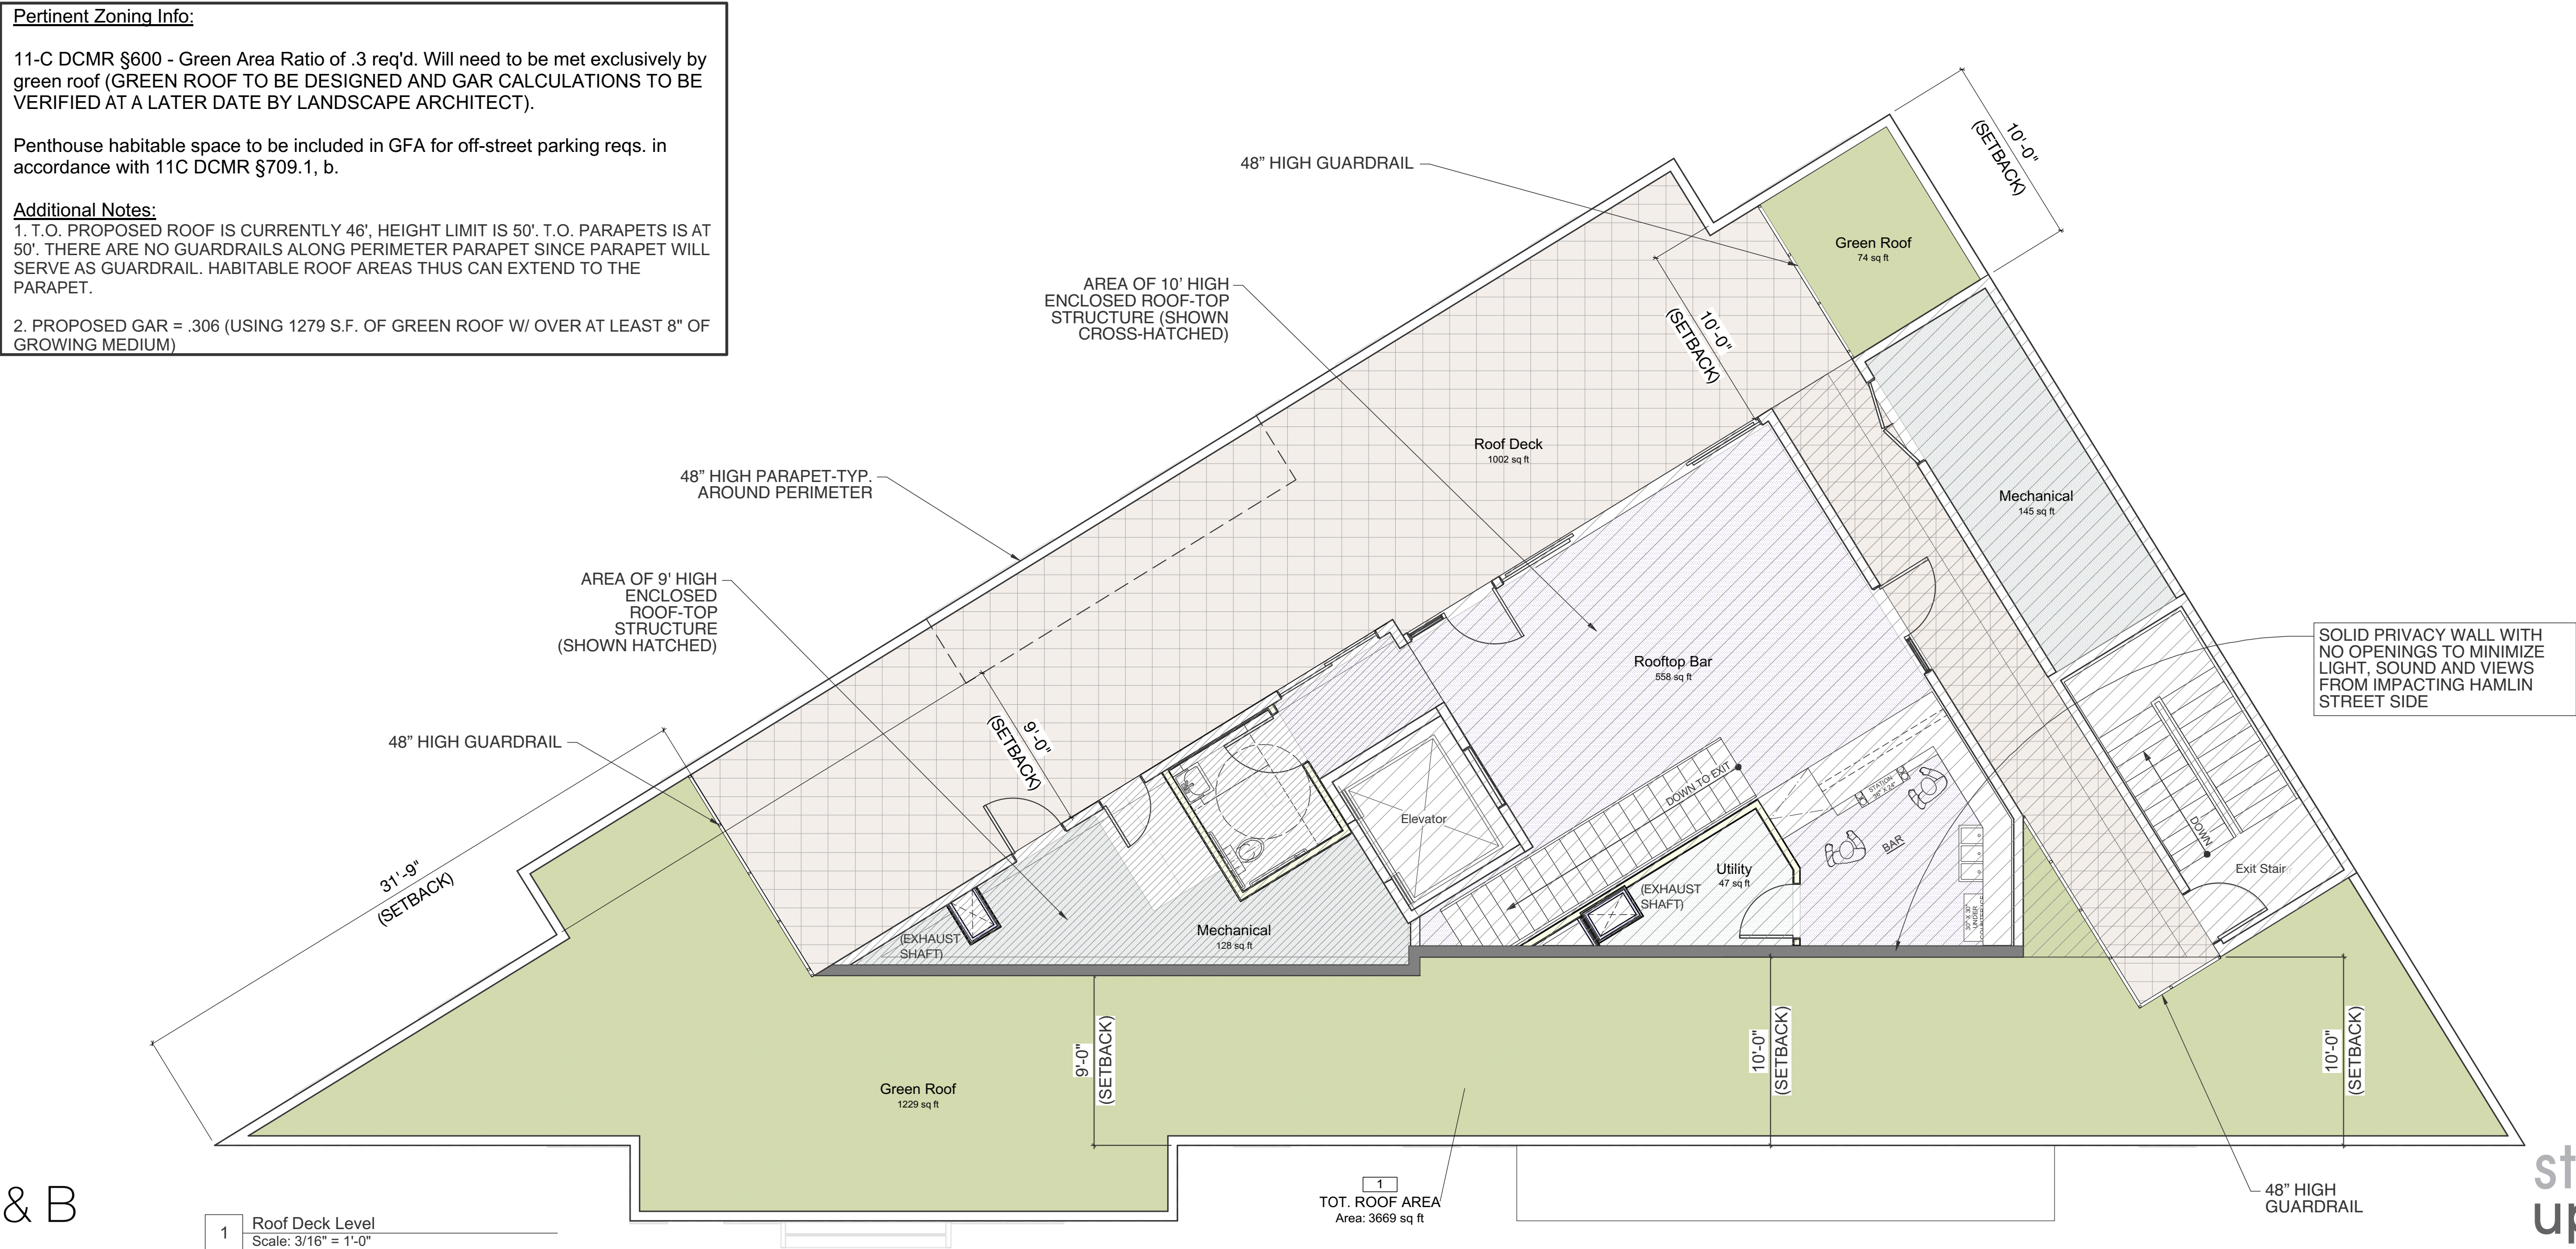 Pertinent Zoning Info:
11-C DCMR §600 - Green Area Ratio of .3 req'd. Will need to be met exclusively by
green roof (GREEN ROOF TO BE DESIGNED AND GAR CALCULATIONS TO BE
VERIFIED AT A LATER DATE BY LANDSCAPE ARCHITECT).
Penthouse habitable space to be included in GFA for off-street parking reqs. in
accordance with 11C DCMR §709.1, b.
Additional Notes:
1. T.O. PROPOSED ROOF IS CURRENTLY 46', HEIGHT LIMIT IS 50'. T.O. PARAPETS IS AT
50'. THERE ARE NO GUARDRAILS ALONG PERIMETER PARAPET SINCE PARAPET WILL
SERVE AS GUARDRAIL. HABITABLE ROOF AREAS THUS CAN EXTEND TO THE
PARAPET.
2. PROPOSED GAR = .306 (USING 1279 S.F. OF GREEN ROOF W/ OVER AT LEAST 8" OF
GROWING MEDIUM)
10'-0"
(SETBACK)
48” HIGH GUARDRAIL
Green Roof
74 sq ft
AREA OF 10’ HIGH
ENCLOSED ROOF-TOP
STRUCTURE (SHOWN
CROSS-HATCHED)
10'-0"
(SETBACK)
Roof Deck
1002 sq ft
48” HIGH PARAPET-TYP.
AROUND PERIMETER
Mechanical
145 sq ft
AREA OF 9' HIGH
ENCLOSED
ROOF-TOP
STRUCTURE
(SHOWN HATCHED)
Rooftop Bar
558 sq ft
SOLID PRIVACY WALL WITH
NO OPENINGS TO MINIMIZE
LIGHT, SOUND AND VIEWS
FROM IMPACTING HAMLIN
STREET SIDE
9'-0"
(SETBACK)
48” HIGH GUARDRAIL
DOWN TO EXIT
STATION
36" X 24"
Elevator
BAR
DOWN
Exit Stair
31'-9"
(SETBACK)
Utility
47 sq ft
(EXHAUST
SHAFT)
30" X 30"
UNDER
Mechanical
128 sq ft
(EXHAUST
SHAFT)
9'-0"
(SETBACK)
10'-0"
(SETBACK)
10'-0"
(SETBACK)
Green Roof
1229 sq ft
1
TOT. ROOF AREA
Area: 3669 sq ft
48” HIGH
GUARDRAIL
& B
1
Roof Deck Level
Scale: 3/16" = 1'-0"
st
up